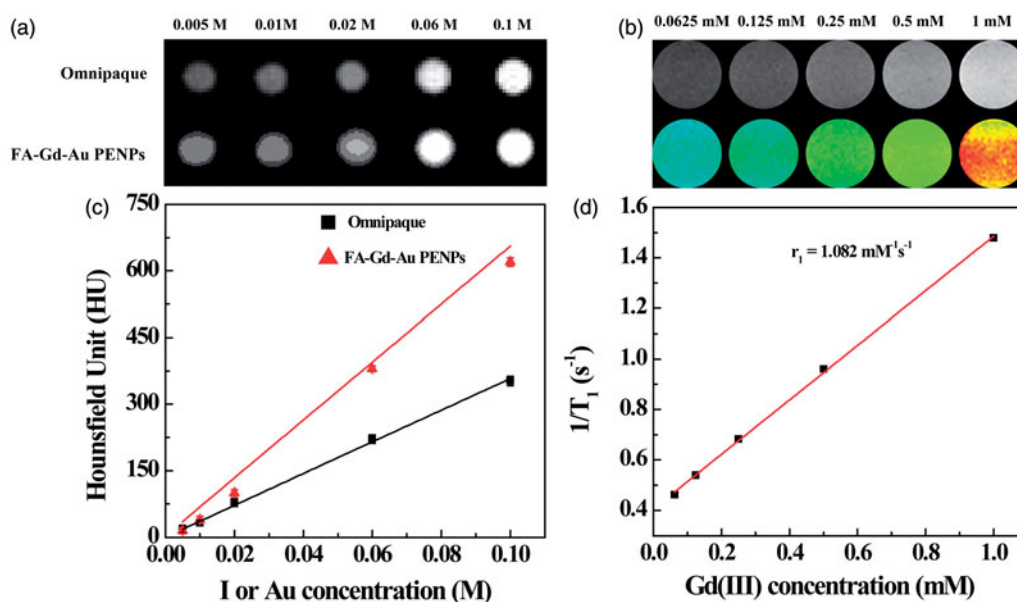 (a)
0.005 mM 0.01M 0.02 mM 0.06 mM 0.1 M
Omnipaque
FA-Gd-Au PENPs
(b)
0.0625 mM 0.125 mM 0.25 mM 0.5 mM 1 mM
(c)
750
600
450
300
150
0
Hounsfield Unit (HU)
Omnipaque
FA-Gd-Au PENPs
0.00 0.02 0.04 0.06 0.08 0.10
I or Au concentration (M)
(d)
1.6
1.4
1.2
1.0
0.8
0.6
0.4
1/T₁ (s⁻¹)
r₁ = 1.082 mM⁻¹s⁻¹
0.0 0.2 0.4 0.6 0.8 1.0
Gd(III) concentration (mM)